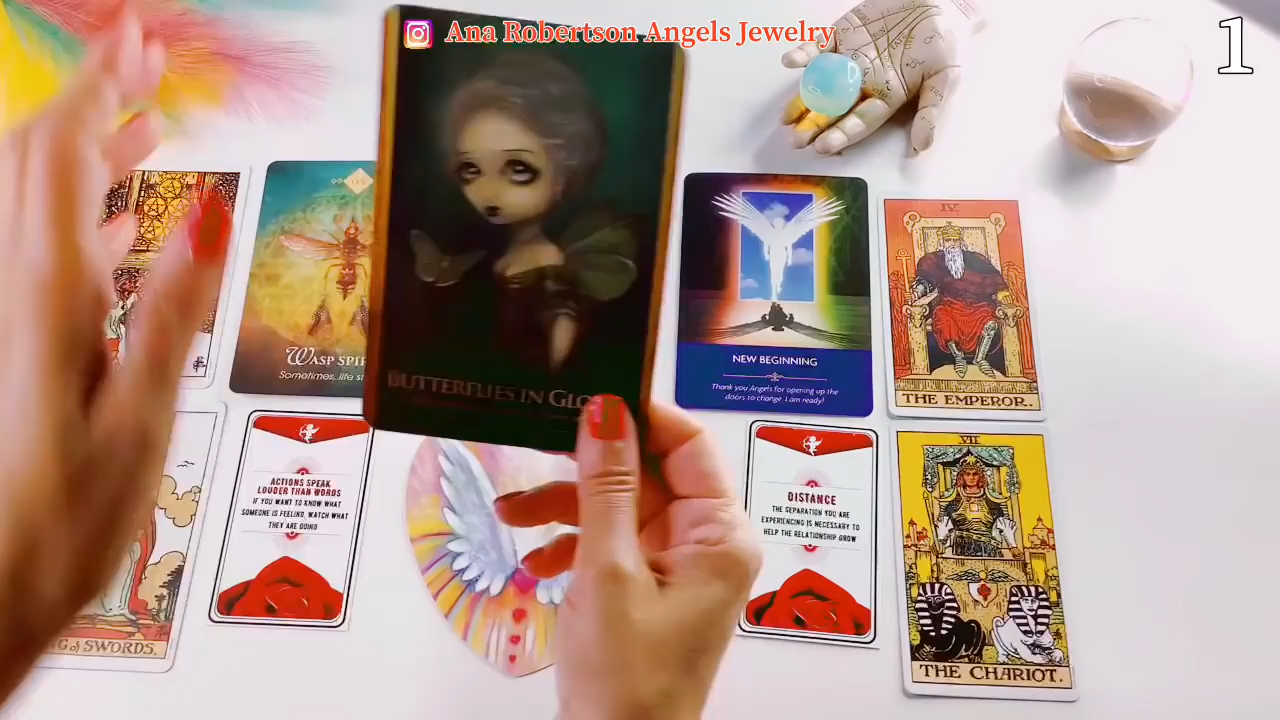 Ana Robertson Angels Jewelry
1
WASP
Sometimes, life
BUTTERFLIES IN
NEW BEGINNING
Thank you Angels for opening up the
doors to change. I am ready!
IV.
THE EMPEROR.
ACTIONS SPEAK
LOUDER THAN WORDS
IF YOU WANT TO KNOW WHAT
SOMEONE IS FEELING, WATCH WHAT
THEY ARE DOING
DISTANCE
THE SEPARATION YOU ARE
EXPERIENCING IS NECESSARY TO
HELP THE RELATIONSHIP GROW
of SWORDS.
VII
THE CHARIOT.